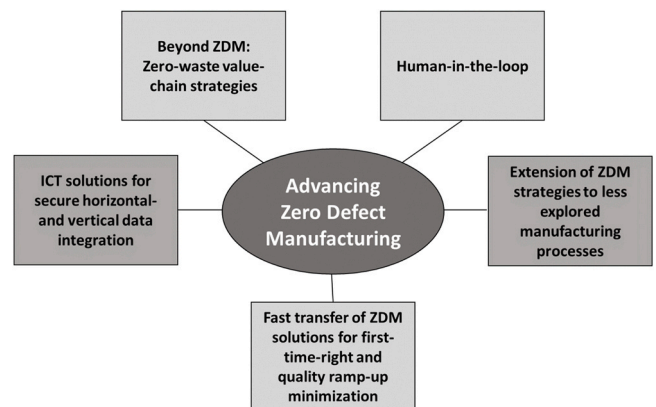 Beyond ZDM:
Zero-waste value-
chain strategies
Human-in-the-loop
ICT solutions for
secure horizontal-
and vertical data
integration
Advancing
Zero Defect
Manufacturing
Extension of ZDM
strategies to less
explored
manufacturing
processes
Fast transfer of ZDM
solutions for first-
time-right and
quality ramp-up
minimization